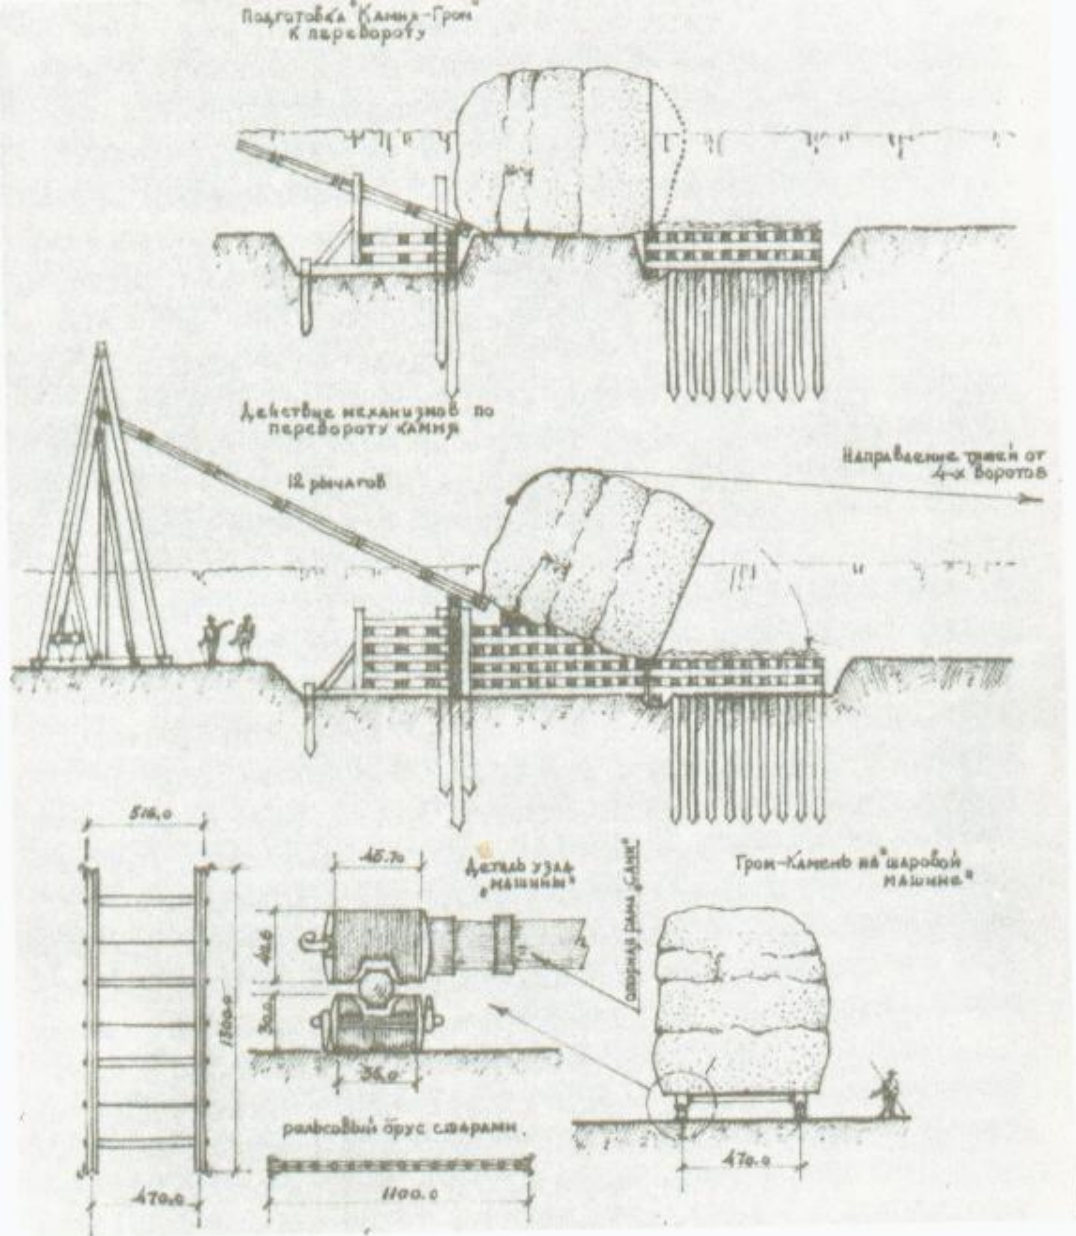 Подготовка "Камня-Гром"
к перевороту
Действие механизмов по
перевороту камня
12 рычагов
Направление тяжей от
4-х воротов
516.0
1300.0
470.0
45.70
40.6
30.0
36.0
Деталь узла
"машины"
опорная рама "сани"
Гром-Камень на "шаровой
машине"
470.0
рельсовый брус с шарами.
1100.0